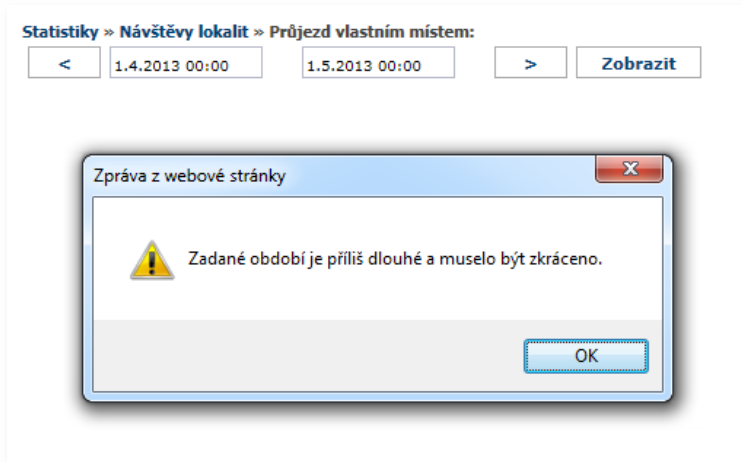 Statistiky » Návštěvy lokalit » Průjezd vlastním místem:
< 1.4.2013 00:00 1.5.2013 00:00 > Zobrazit
Zpráva z webové stránky
Zadané období je příliš dlouhé a muselo být zkráceno.
OK